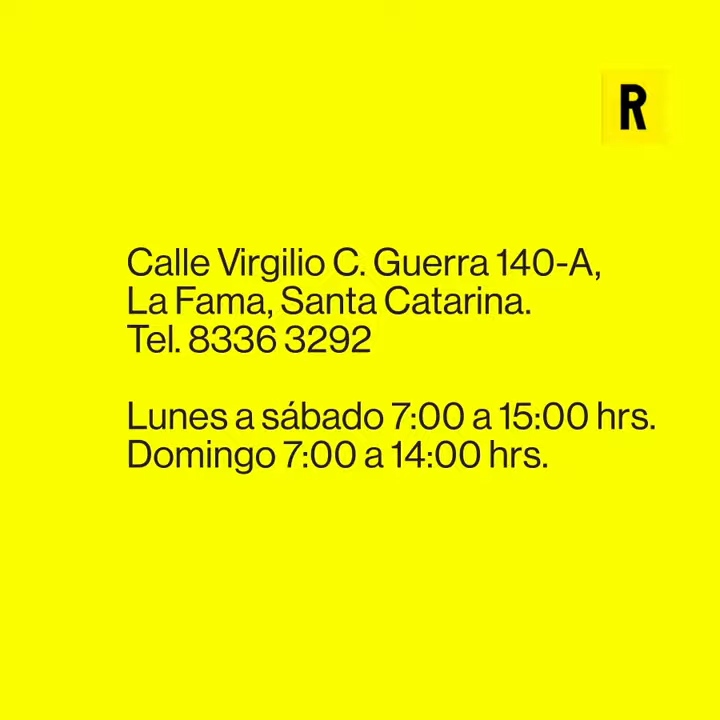 R
Calle Virgilio C. Guerra 140-A,
La Fama, Santa Catarina.
Tel. 8336 3292
Lunes a sábado 7:00 a 15:00 hrs.
Domingo 7:00 a 14:00 hrs.